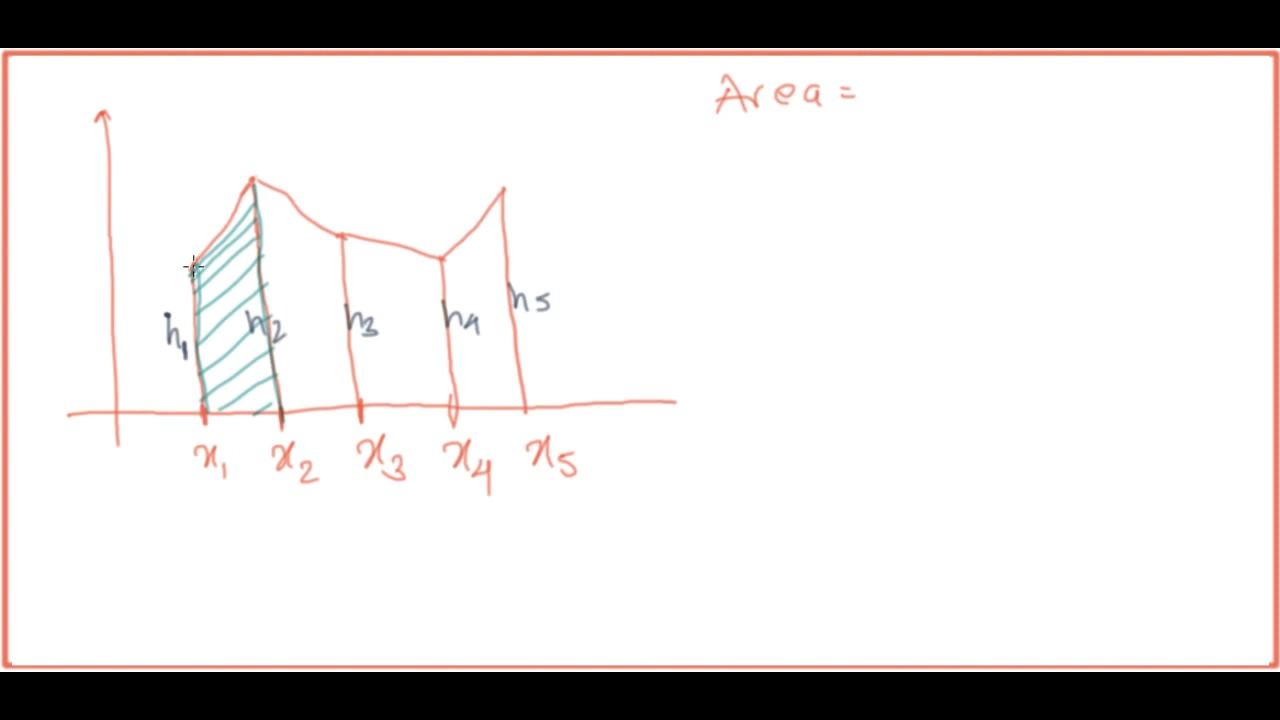 Area =
h₁ h₂ h₃ h₄ h₅
x₁ x₂ x₃ x₄ x₅